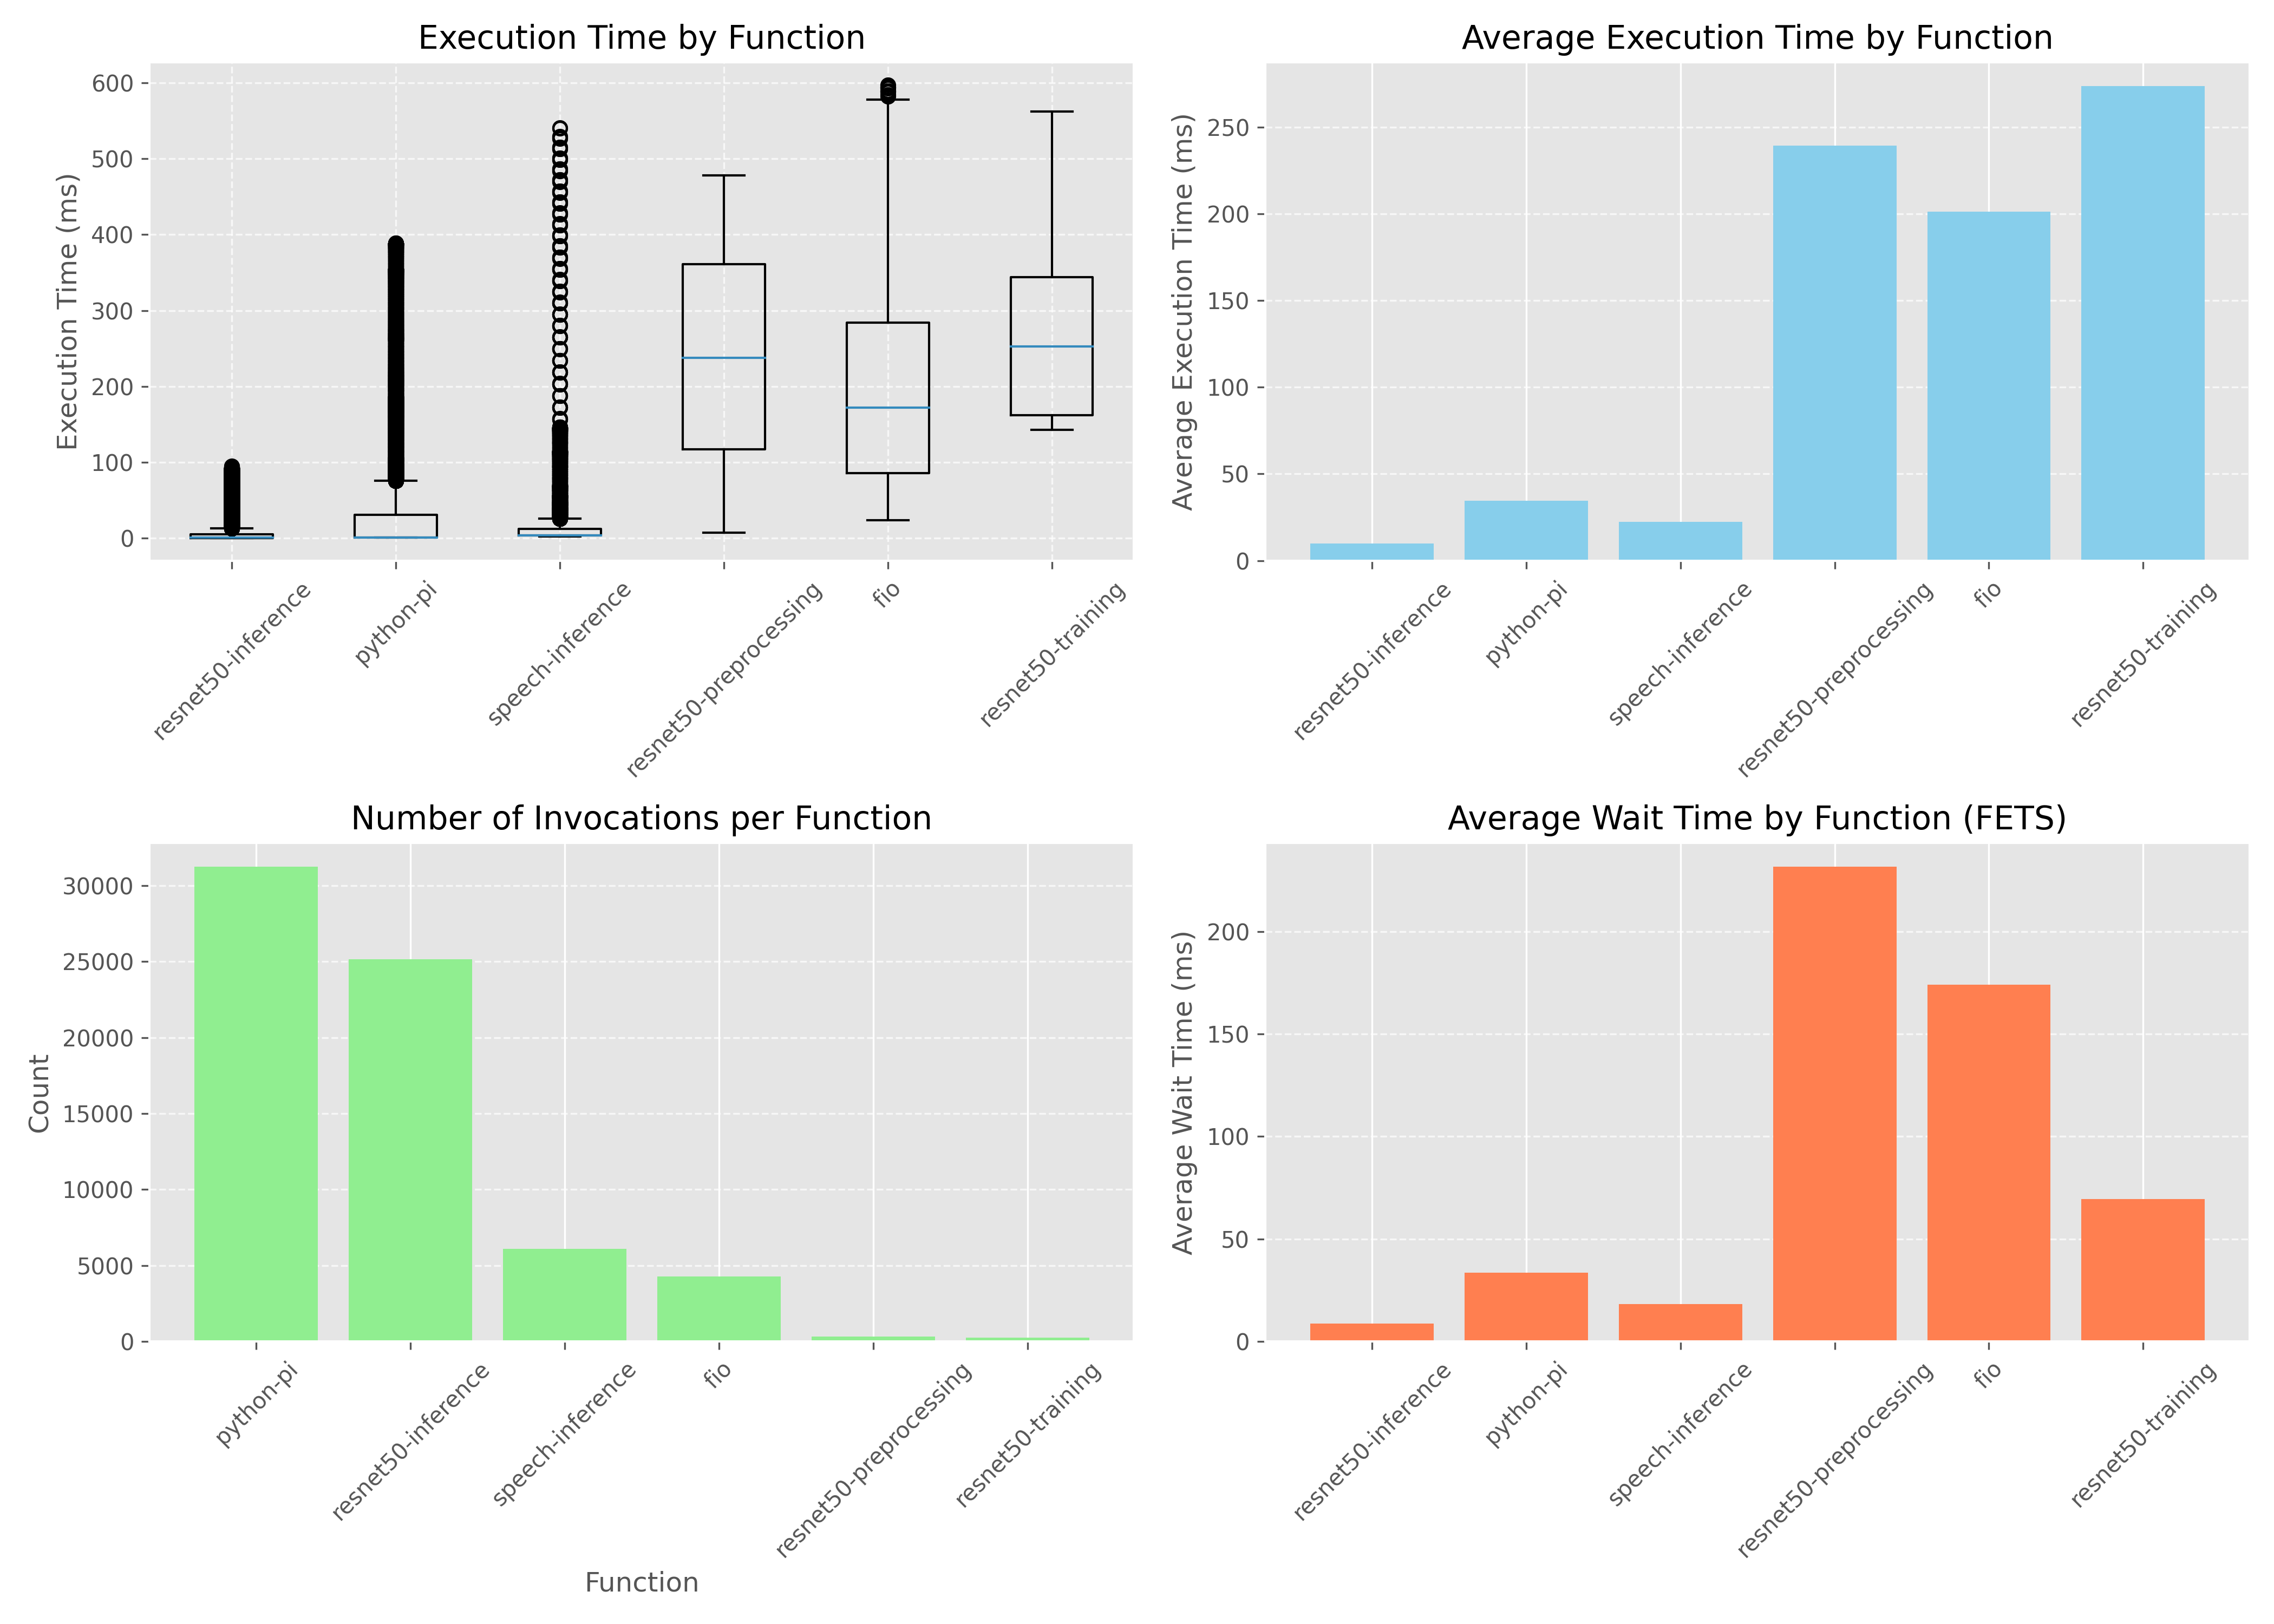 Execution Time by Function
Execution Time (ms)
600
500
400
300
200
100
0
resnet50-inference
python-pi
speech-inference
resnet50-preprocessing
fio
resnet50-training
Average Execution Time by Function
Average Execution Time (ms)
250
200
150
100
50
0
resnet50-inference
python-pi
speech-inference
resnet50-preprocessing
fio
resnet50-training
Number of Invocations per Function
Count
30000
25000
20000
15000
10000
5000
0
python-pi
resnet50-inference
speech-inference
fio
resnet50-preprocessing
resnet50-training
Function
Average Wait Time by Function (FETS)
Average Wait Time (ms)
200
150
100
50
0
resnet50-inference
python-pi
speech-inference
resnet50-preprocessing
fio
resnet50-training